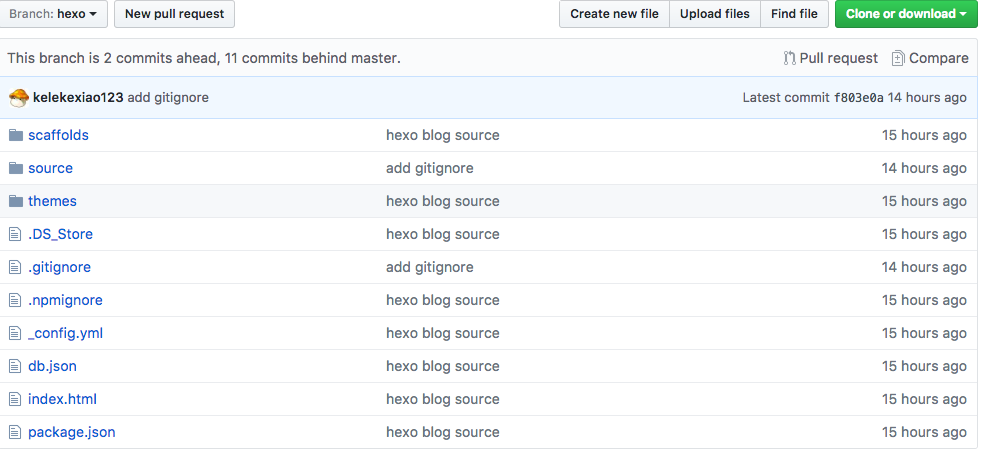 Branch: hexo New pull request Create new file Upload files Find file Clone or download
This branch is 2 commits ahead, 11 commits behind master. Pull request Compare
kelekexiao123 add gitignore Latest commit f803e0a 14 hours ago
scaffolds hexo blog source 15 hours ago
source add gitignore 14 hours ago
themes hexo blog source 15 hours ago
.DS_Store hexo blog source 15 hours ago
.gitignore add gitignore 14 hours ago
.npmignore hexo blog source 15 hours ago
_config.yml hexo blog source 15 hours ago
db.json hexo blog source 15 hours ago
index.html hexo blog source 15 hours ago
package.json hexo blog source 15 hours ago